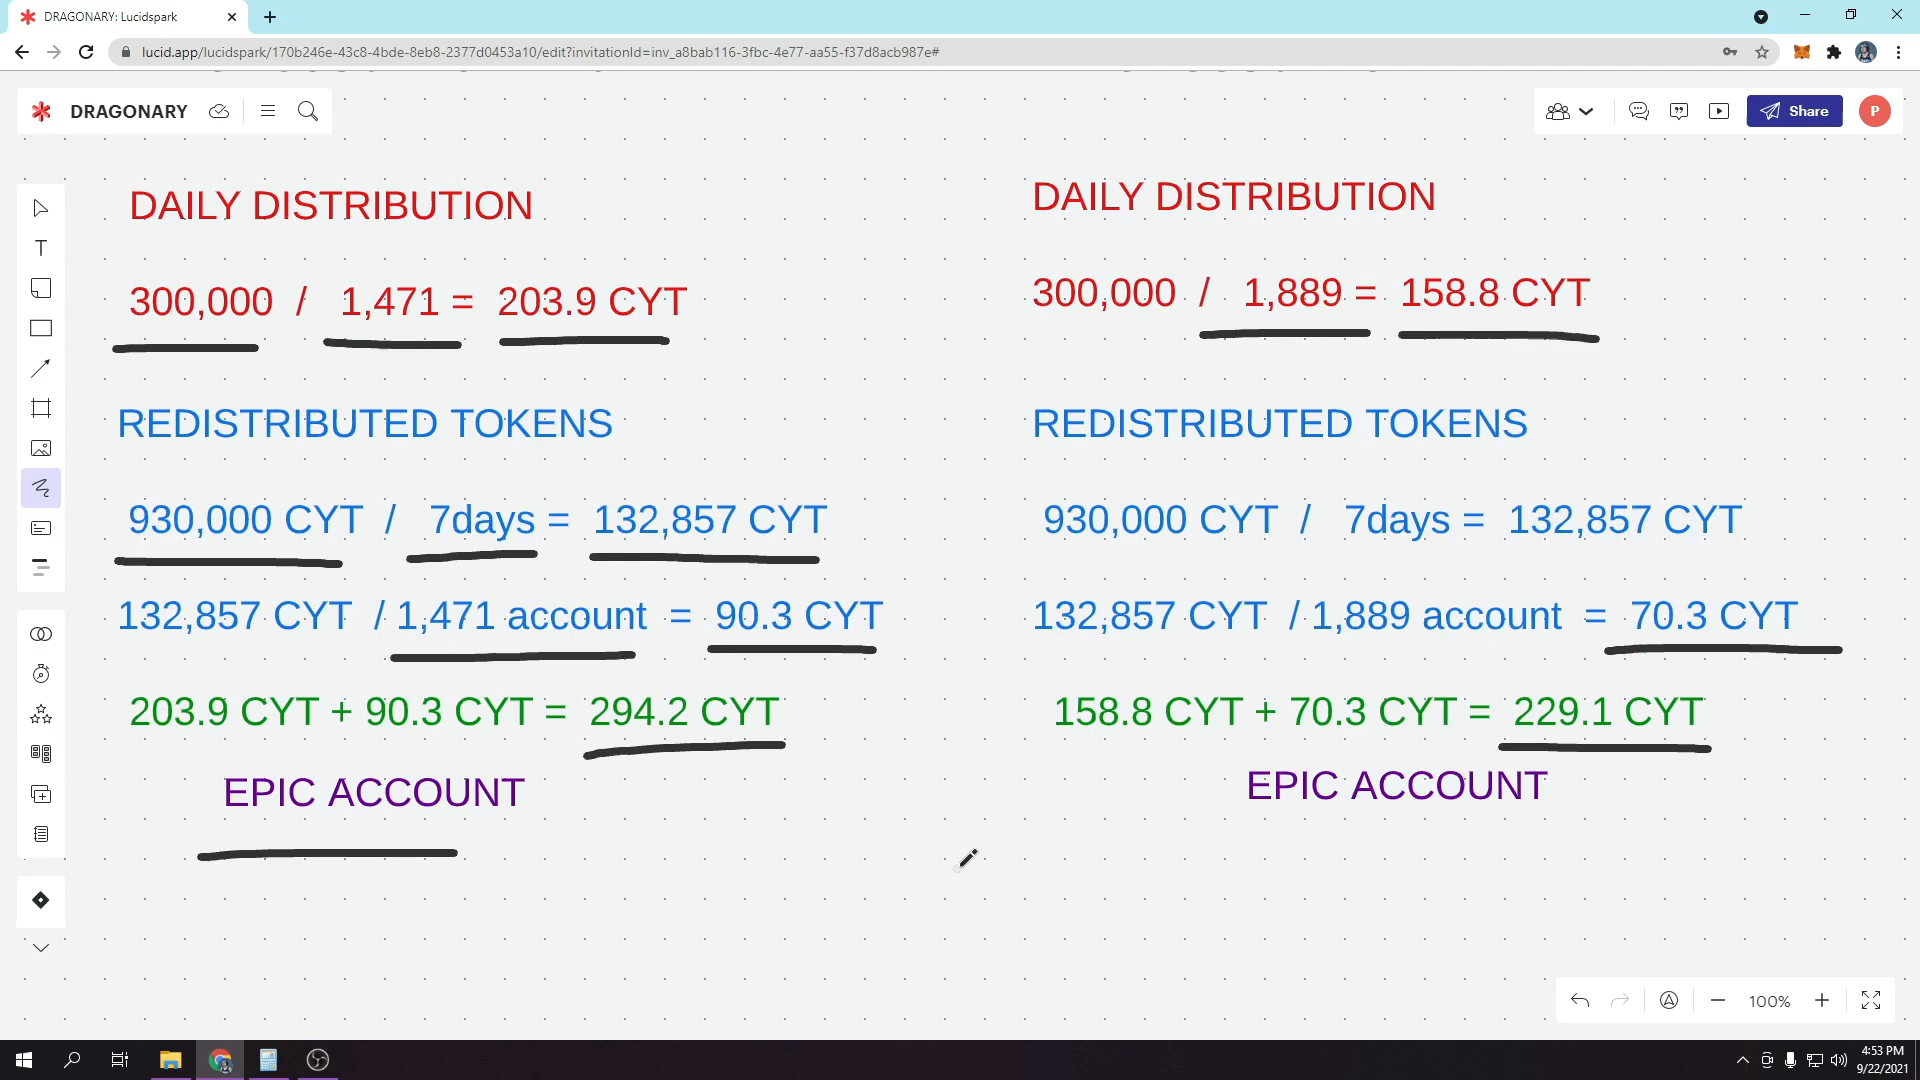 DRAGONARY: Lucidspark
lucid.app/lucidspark/170b246e-43c8-4bde-8eb8-2377d0453a10/edit?invitationId=inv_a8bab116-3fbc-4e77-aa55-f37d8acb987e#
DRAGONARY
Share
P
T
DAILY DISTRIBUTION
300,000 / 1,471 = 203.9 CYT
REDISTRIBUTED TOKENS
930,000 CYT / 7days = 132,857 CYT
132,857 CYT / 1,471 account = 90.3 CYT
203.9 CYT + 90.3 CYT = 294.2 CYT
EPIC ACCOUNT
DAILY DISTRIBUTION
300,000 / 1,889 = 158.8 CYT
REDISTRIBUTED TOKENS
930,000 CYT / 7days = 132,857 CYT
132,857 CYT / 1,889 account = 70.3 CYT
158.8 CYT + 70.3 CYT = 229.1 CYT
EPIC ACCOUNT
100%
4:53 PM
9/22/2021